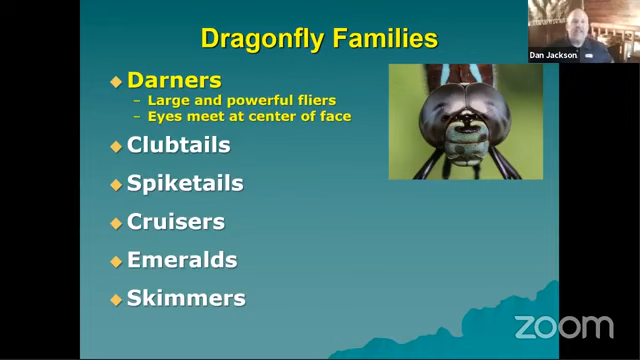 Dragonfly Families
Dan Jackson
Darners
– Large and powerful fliers
– Eyes meet at center of face
Clubtails
Spiketails
Cruisers
Emeralds
Skimmers
zoom